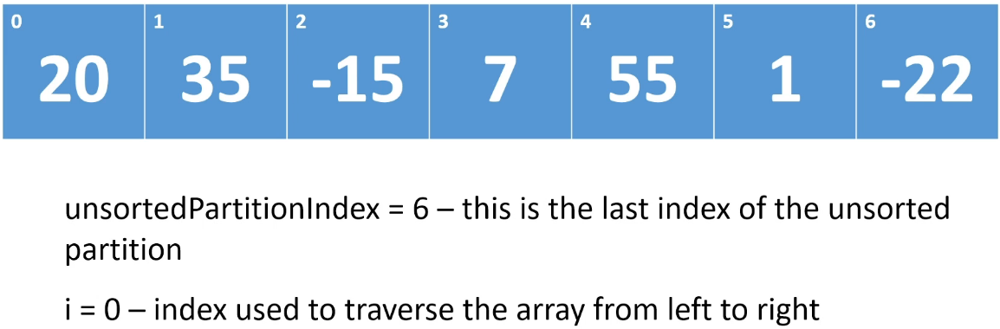 0 1 2 3 4 5 6
20 35 -15 7 55 1 -22
unsortedPartitionIndex = 6 – this is the last index of the unsorted
partition
i = 0 – index used to traverse the array from left to right